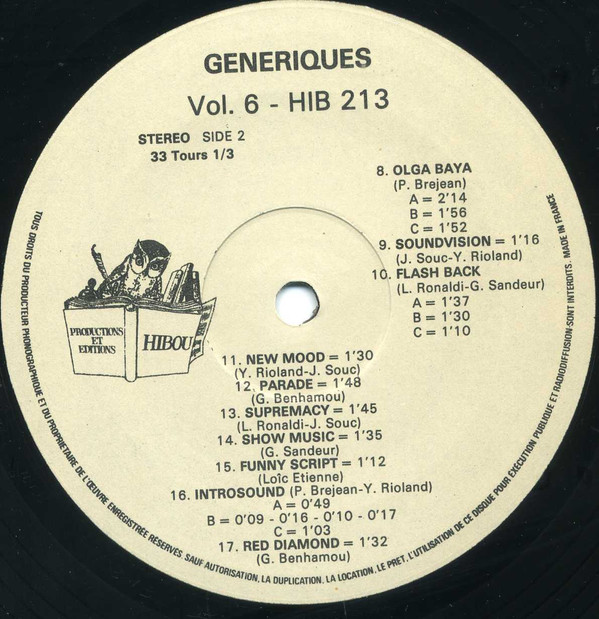 GENERIQUES
Vol. 6 - HIB 213
STEREO SIDE 2
33 Tours 1/3
8. OLGA BAYA
(P. Brejean)
A = 2'14
B = 1'56
C = 1'52
9. SOUNDVISION = 1'16
(J. Souc-Y. Rioland)
10. FLASH BACK
(L. Ronaldi-G. Sandeur)
A = 1'37
B = 1'30
C = 1'10
PRODUCTIONS
ET
EDITIONS
HIBOU
11. NEW MOOD = 1'30
(Y. Rioland-J. Souc)
12. PARADE = 1'48
(G. Benhamou)
13. SUPREMACY = 1'45
(L. Ronaldi-J. Souc)
14. SHOW MUSIC = 1'35
(G. Sandeur)
15. FUNNY SCRIPT = 1'12
(Loïc Etienne)
16. INTROSOUND (P. Brejean-Y. Rioland)
A = 0'49
B = 0'09 - 0'16 - 0'10 - 0'17
C = 1'03
17. RED DIAMOND = 1'32
(G. Benhamou)
TOUS DROITS DU PRODUCTEUR PHONOGRAPHIQUE ET DU PROPRIETAIRE DE L'ŒUVRE ENREGISTRÉE RÉSERVES SAUF AUTORISATION, LA DUPLICATION, LA LOCATION, LE PRET, L'UTILISATION DE CE DISQUE POUR EXÉCUTION PUBLIQUE ET RADIODIFFUSION SONT INTERDITS. MADE IN FRANCE